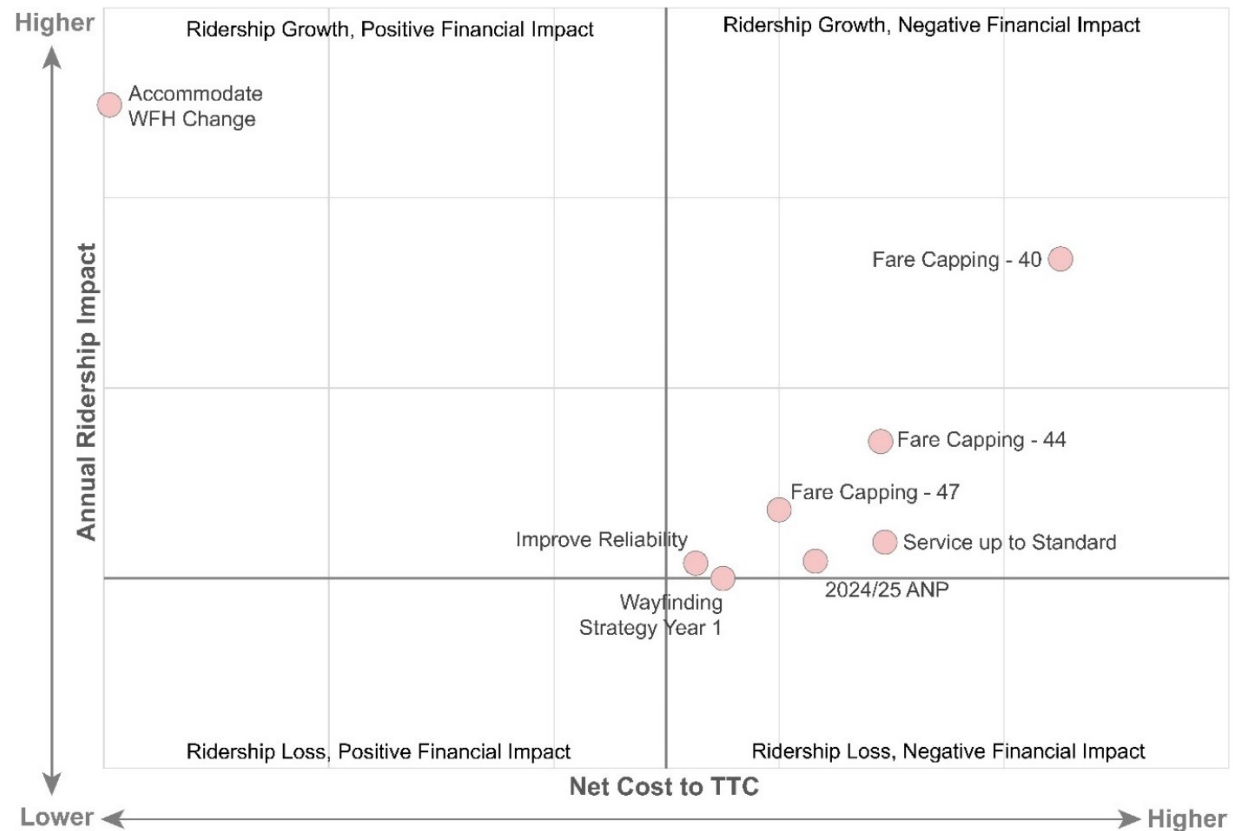 Higher
Ridership Growth, Positive Financial Impact
Ridership Growth, Negative Financial Impact
Accommodate
WFH Change
Fare Capping - 40
Annual Ridership Impact
Fare Capping - 44
Fare Capping - 47
Improve Reliability
Service up to Standard
2024/25 ANP
Wayfinding
Strategy Year 1
Ridership Loss, Positive Financial Impact
Ridership Loss, Negative Financial Impact
Net Cost to TTC
Lower
Higher